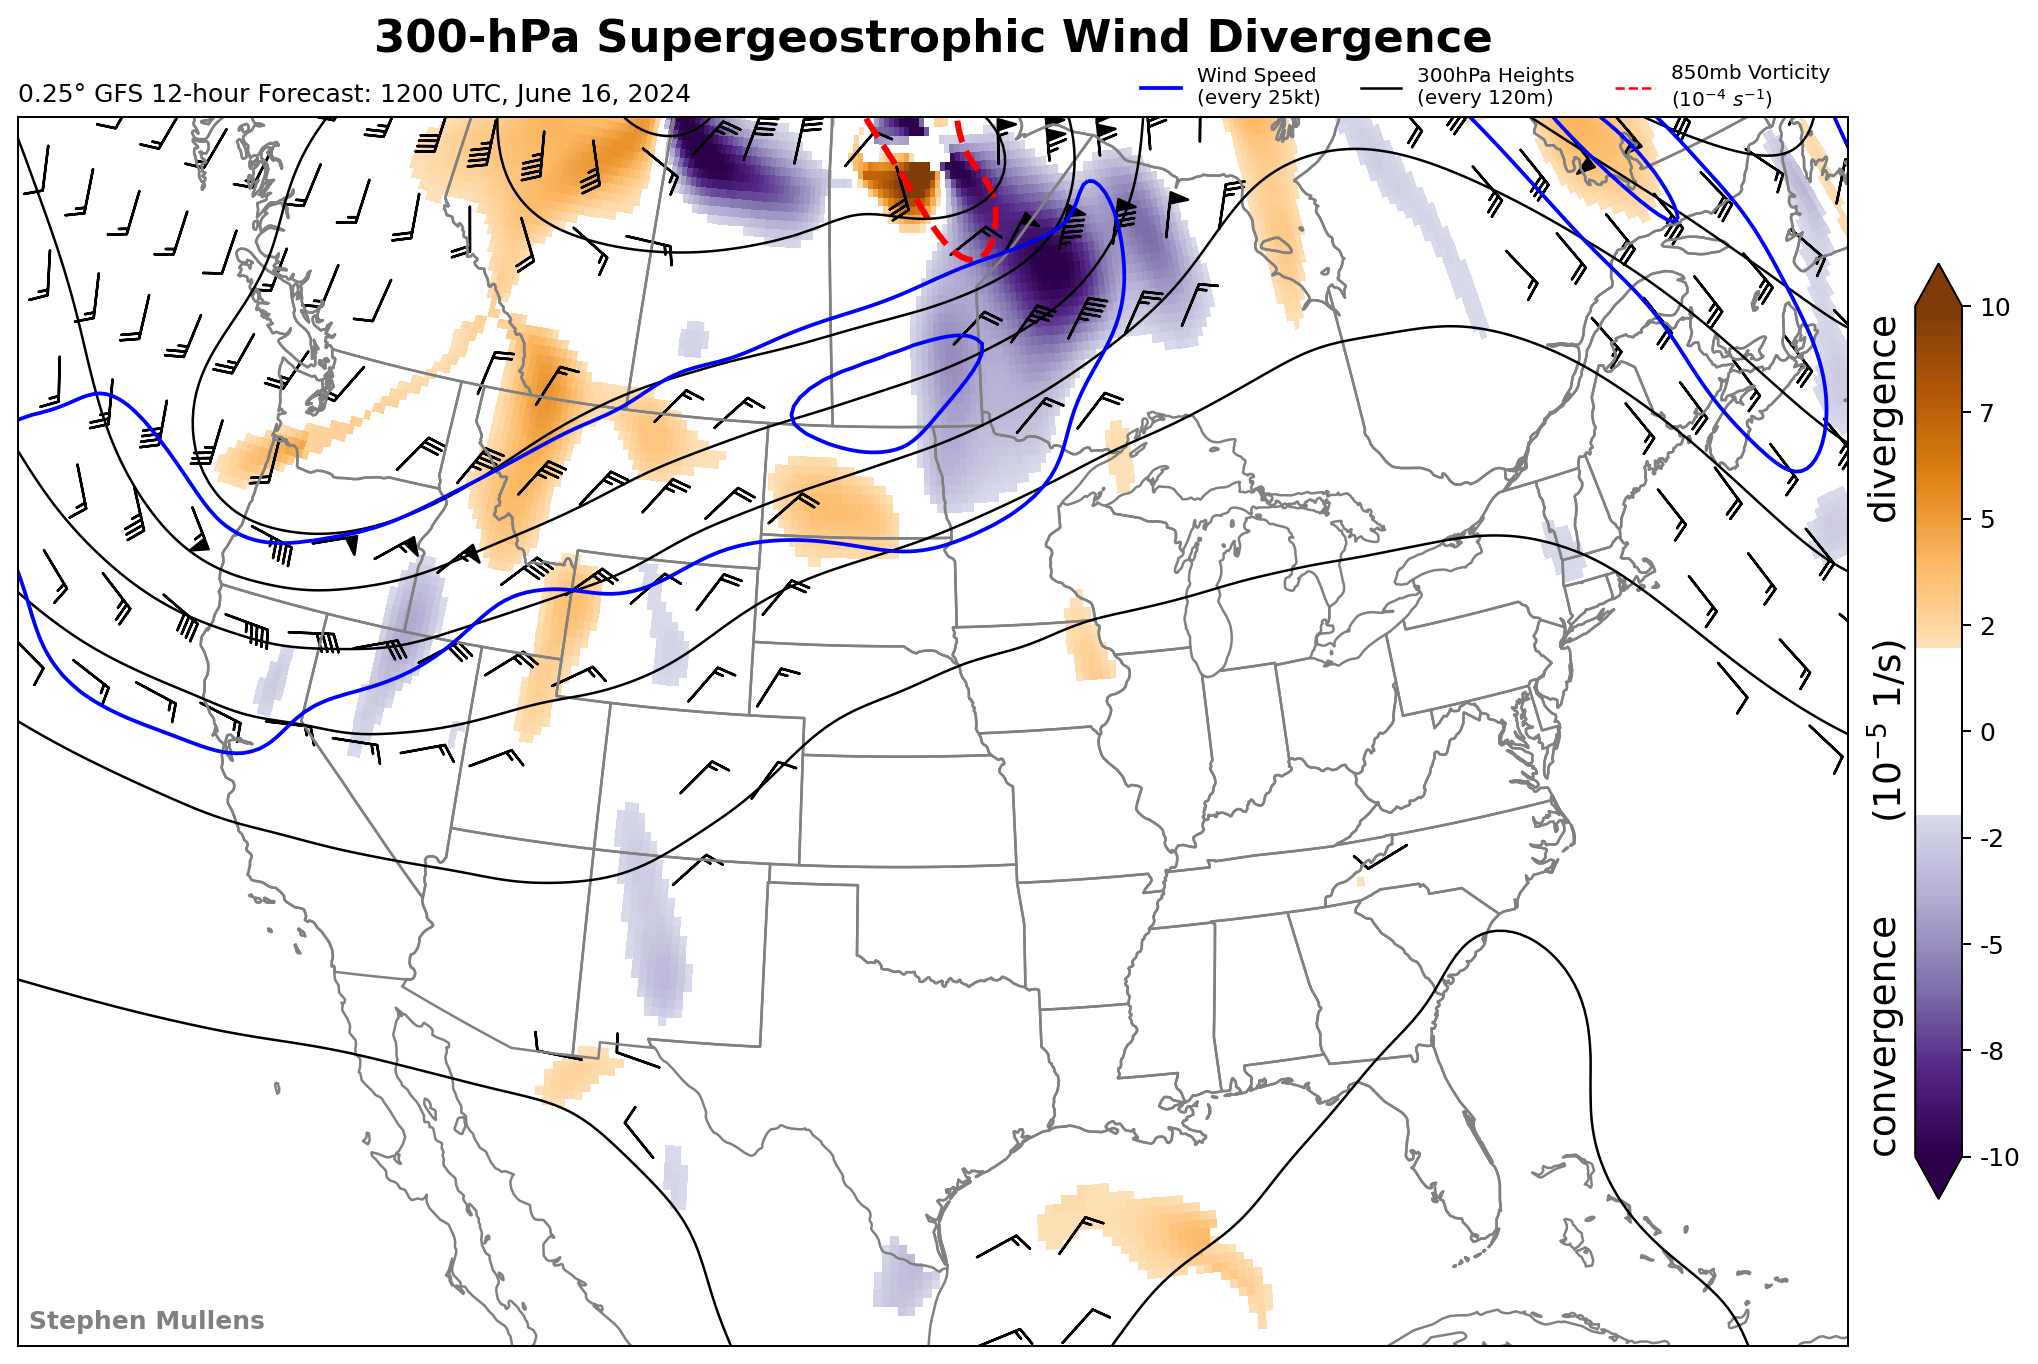 300-hPa Supergeostrophic Wind Divergence
0.25° GFS 12-hour Forecast: 1200 UTC, June 16, 2024
Wind Speed
(every 25kt)
300hPa Heights
(every 120m)
850mb Vorticity
(10⁻⁴ s⁻¹)
10
7
5
2
0
-2
-5
-8
-10
convergence (10⁻⁵ 1/s) divergence
Stephen Mullens